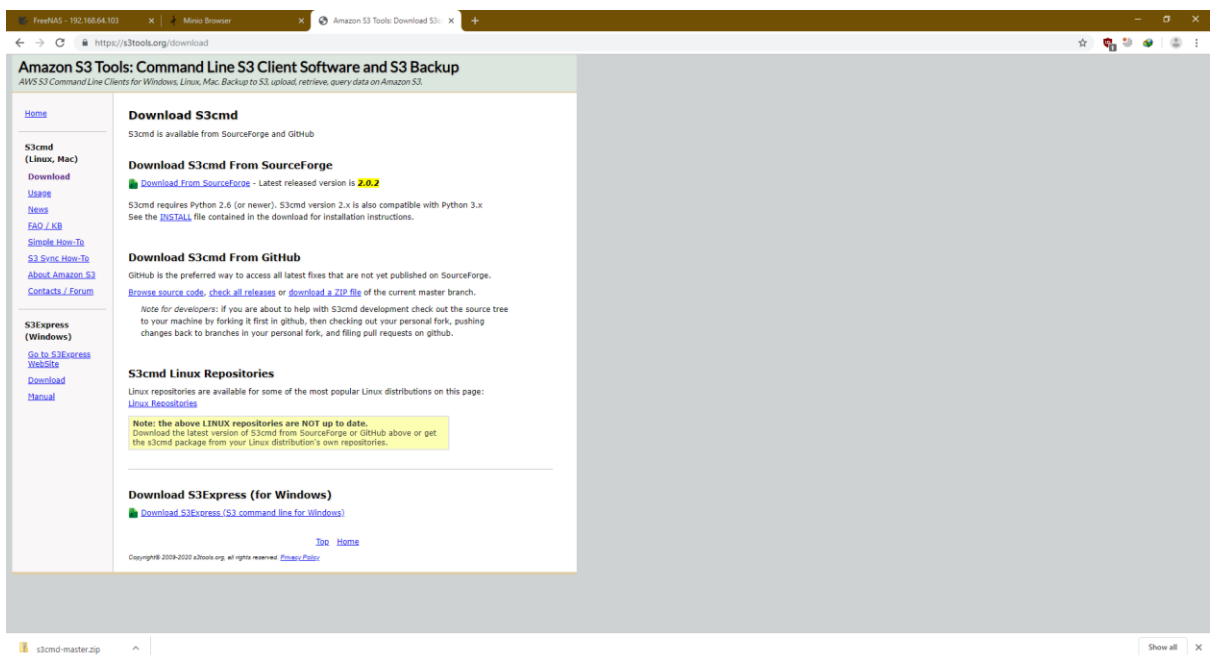 FreeNAS - 192.168.64.103
Minio Browser
Amazon S3 Tools: Download S3c
https://s3tools.org/download
Amazon S3 Tools: Command Line S3 Client Software and S3 Backup
AWS S3 Command Line Clients for Windows, Linux, Mac. Backup to S3, upload, retrieve, query data on Amazon S3.
Home
S3cmd
(Linux, Mac)
Download
Usage
News
FAQ / KB
Simple How-To
S3 Sync How-To
About Amazon S3
Contacts / Forum
S3Express
(Windows)
Go to S3Express
WebSite
Download
Manual
Download S3cmd
S3cmd is available from SourceForge and GitHub
Download S3cmd From SourceForge
Download From SourceForge - Latest released version is 2.0.2
S3cmd requires Python 2.6 (or newer). S3cmd version 2.x is also compatible with Python 3.x
See the INSTALL file contained in the download for installation instructions.
Download S3cmd From GitHub
GitHub is the preferred way to access all latest fixes that are not yet published on SourceForge.
Browse source code, check all releases or download a ZIP file of the current master branch.
Note for developers: if you are about to help with S3cmd development check out the source tree
to your machine by forking it first in github, then checking out your personal fork, pushing
changes back to branches in your personal fork, and filing pull requests on github.
S3cmd Linux Repositories
Linux repositories are available for some of the most popular Linux distributions on this page:
Linux Repositories
Note: the above LINUX repositories are NOT up to date.
Download the latest version of S3cmd from SourceForge or GitHub above or get
the s3cmd package from your Linux distribution's own repositories.
Download S3Express (for Windows)
Download S3Express (S3 command line for Windows)
Top Home
Copyright© 2009-2020 s3tools.org, all rights reserved. Privacy Policy
s3cmd-master.zip
Show all